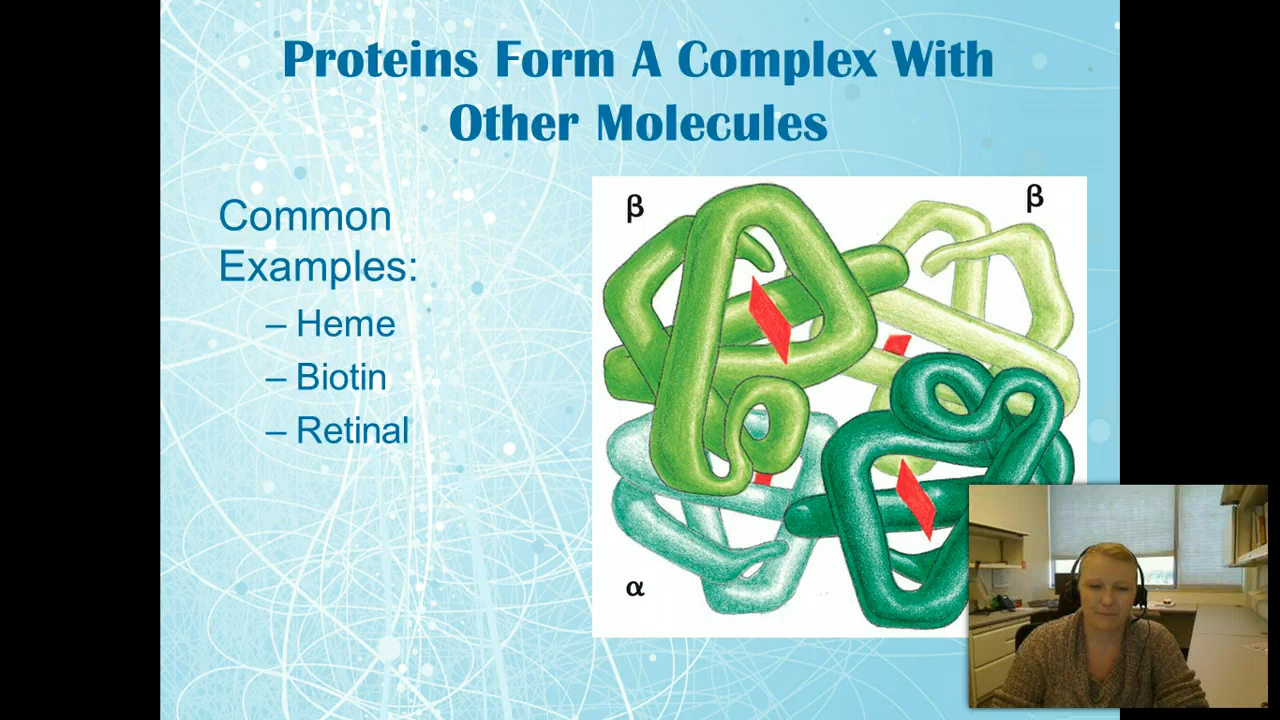 Proteins Form A Complex With
Other Molecules
Common
Examples:
– Heme
– Biotin
– Retinal
β
β
α